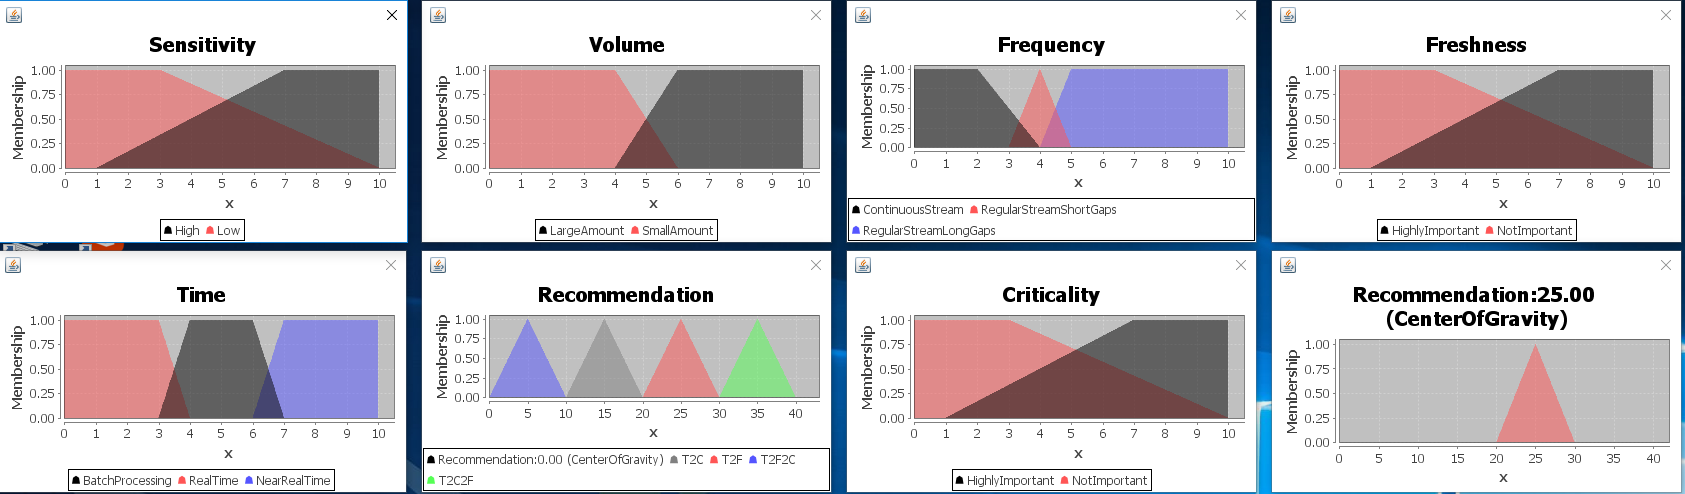 Sensitivity
Membership
1.00
0.75
0.50
0.25
0.00
0 1 2 3 4 5 6 7 8 9 10
x
High Low
Volume
Membership
1.00
0.75
0.50
0.25
0.00
0 1 2 3 4 5 6 7 8 9 10
x
LargeAmount SmallAmount
Frequency
Membership
1.00
0.75
0.50
0.25
0.00
0 1 2 3 4 5 6 7 8 9 10
x
ContinuousStream RegularStreamShortGaps
RegularStreamLongGaps
Freshness
Membership
1.00
0.75
0.50
0.25
0.00
0 1 2 3 4 5 6 7 8 9 10
x
HighlyImportant NotImportant
Time
Membership
1.00
0.75
0.50
0.25
0.00
0 1 2 3 4 5 6 7 8 9 10
x
BatchProcessing RealTime NearRealTime
Recommendation
Membership
1.00
0.75
0.50
0.25
0.00
0 5 10 15 20 25 30 35 40
x
Recommendation:0.00 (CenterOfGravity) T2C T2F T2F2C
T2C2F
Criticality
Membership
1.00
0.75
0.50
0.25
0.00
0 1 2 3 4 5 6 7 8 9 10
x
HighlyImportant NotImportant
Recommendation:25.00
(CenterOfGravity)
Membership
1.00
0.75
0.50
0.25
0.00
0 5 10 15 20 25 30 35 40
x